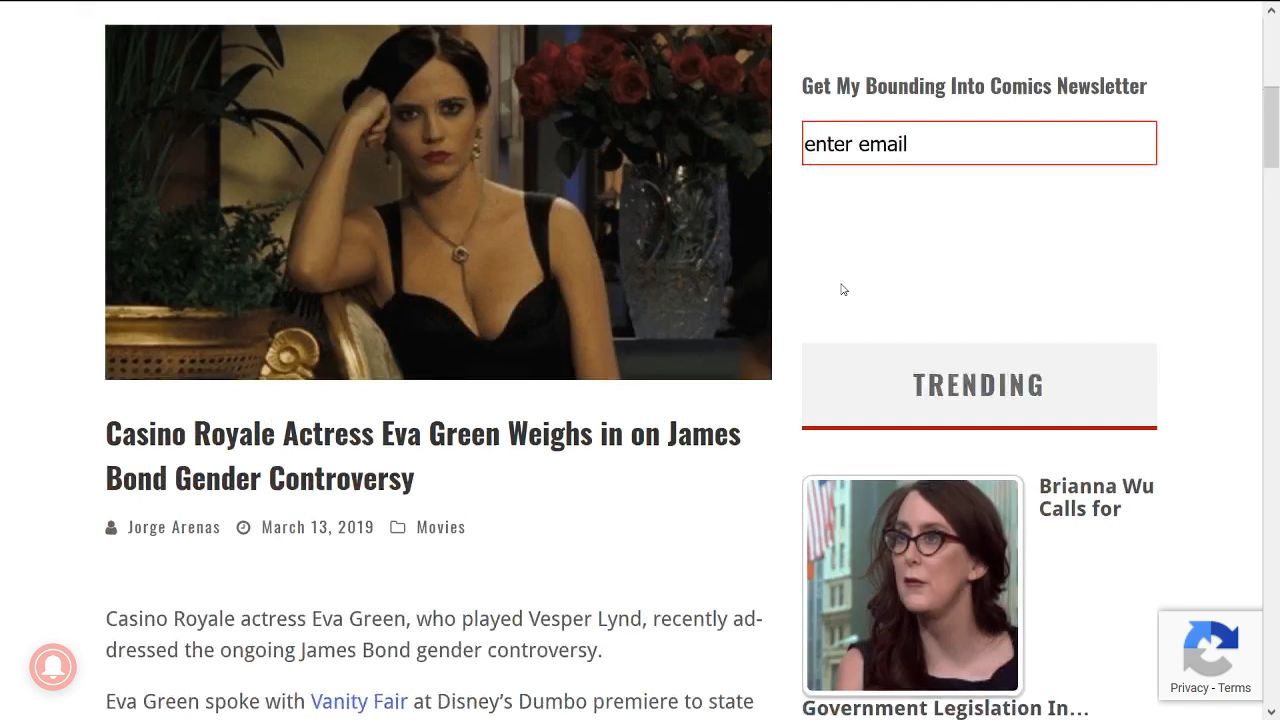 Get My Bounding Into Comics Newsletter
enter email
TRENDING
Casino Royale Actress Eva Green Weighs in on James
Bond Gender Controversy
Jorge Arenas March 13, 2019 Movies
Casino Royale actress Eva Green, who played Vesper Lynd, recently ad-
dressed the ongoing James Bond gender controversy.
Eva Green spoke with Vanity Fair at Disney’s Dumbo premiere to state
Brianna Wu
Calls for
Government Legislation In…
Privacy - Terms